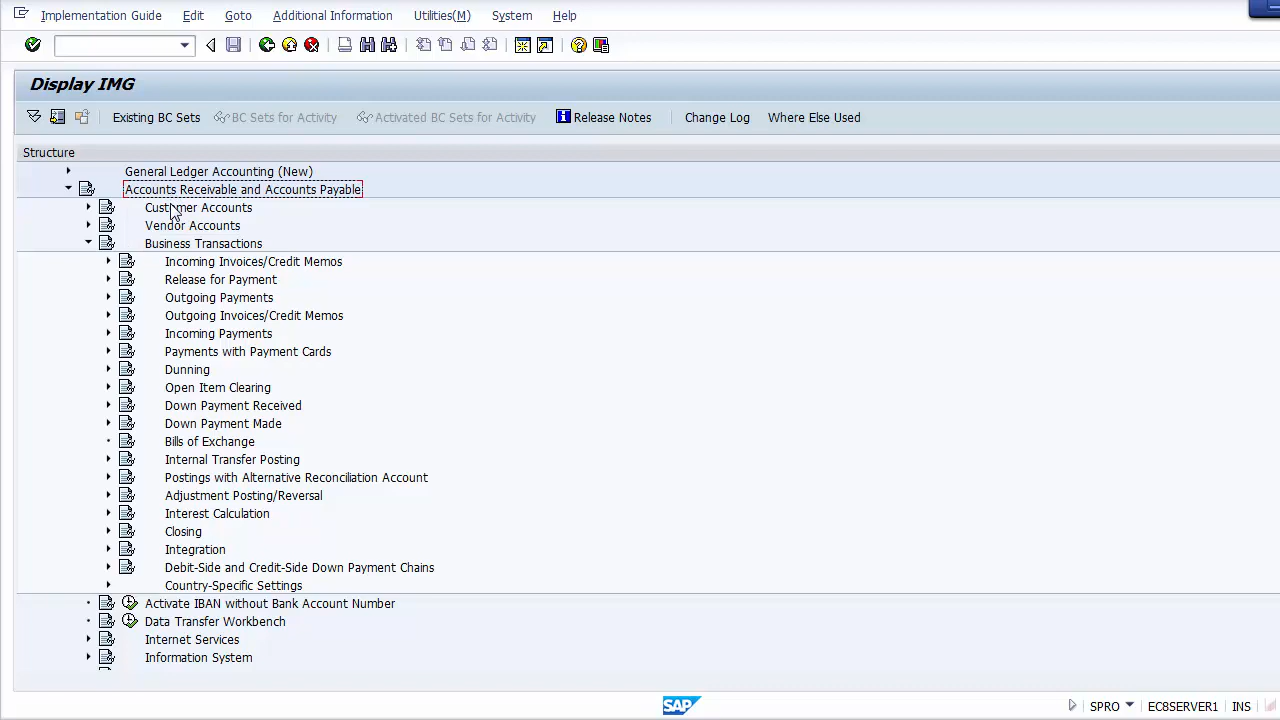 Implementation Guide Edit Goto Additional Information Utilities(M) System Help
Display IMG
Existing BC Sets BC Sets for Activity Activated BC Sets for Activity Release Notes Change Log Where Else Used
Structure
General Ledger Accounting (New)
Accounts Receivable and Accounts Payable
Customer Accounts
Vendor Accounts
Business Transactions
Incoming Invoices/Credit Memos
Release for Payment
Outgoing Payments
Outgoing Invoices/Credit Memos
Incoming Payments
Payments with Payment Cards
Dunning
Open Item Clearing
Down Payment Received
Down Payment Made
Bills of Exchange
Internal Transfer Posting
Postings with Alternative Reconciliation Account
Adjustment Posting/Reversal
Interest Calculation
Closing
Integration
Debit-Side and Credit-Side Down Payment Chains
Country-Specific Settings
Activate IBAN without Bank Account Number
Data Transfer Workbench
Internet Services
Information System
SAP SPRO EC8SERVER1 INS